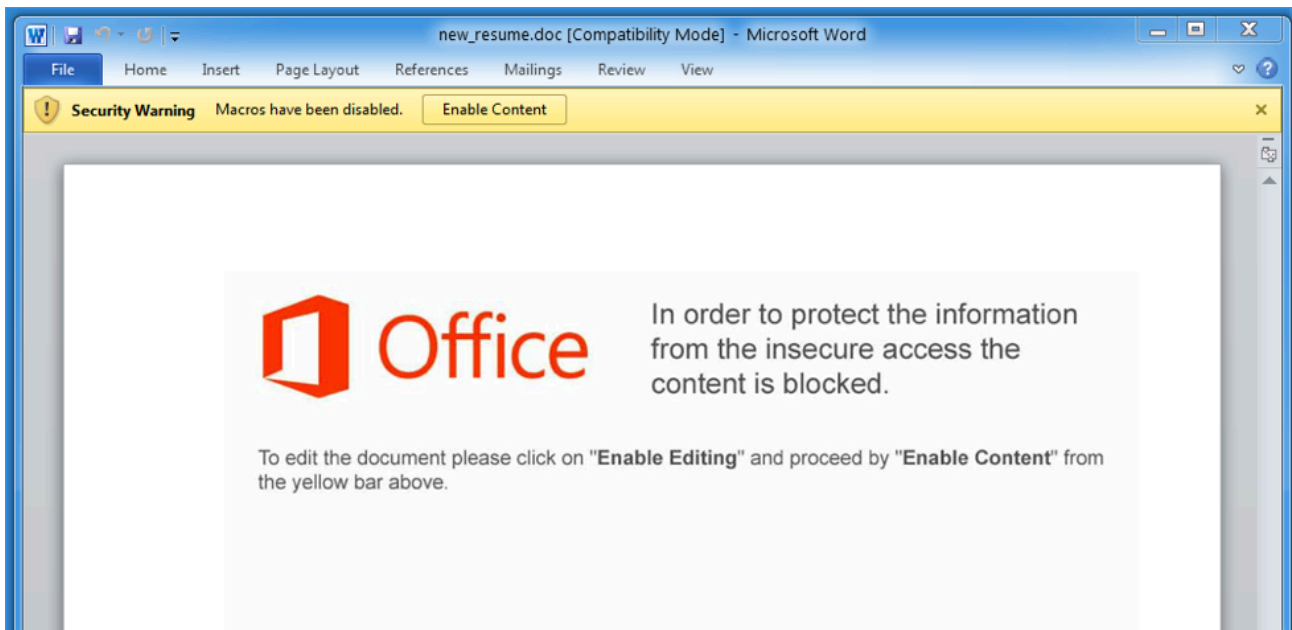 new_resume.doc [Compatibility Mode] - Microsoft Word
File Home Insert Page Layout References Mailings Review View
Security Warning Macros have been disabled. Enable Content
Office
In order to protect the information
from the insecure access the
content is blocked.
To edit the document please click on "Enable Editing" and proceed by "Enable Content" from
the yellow bar above.